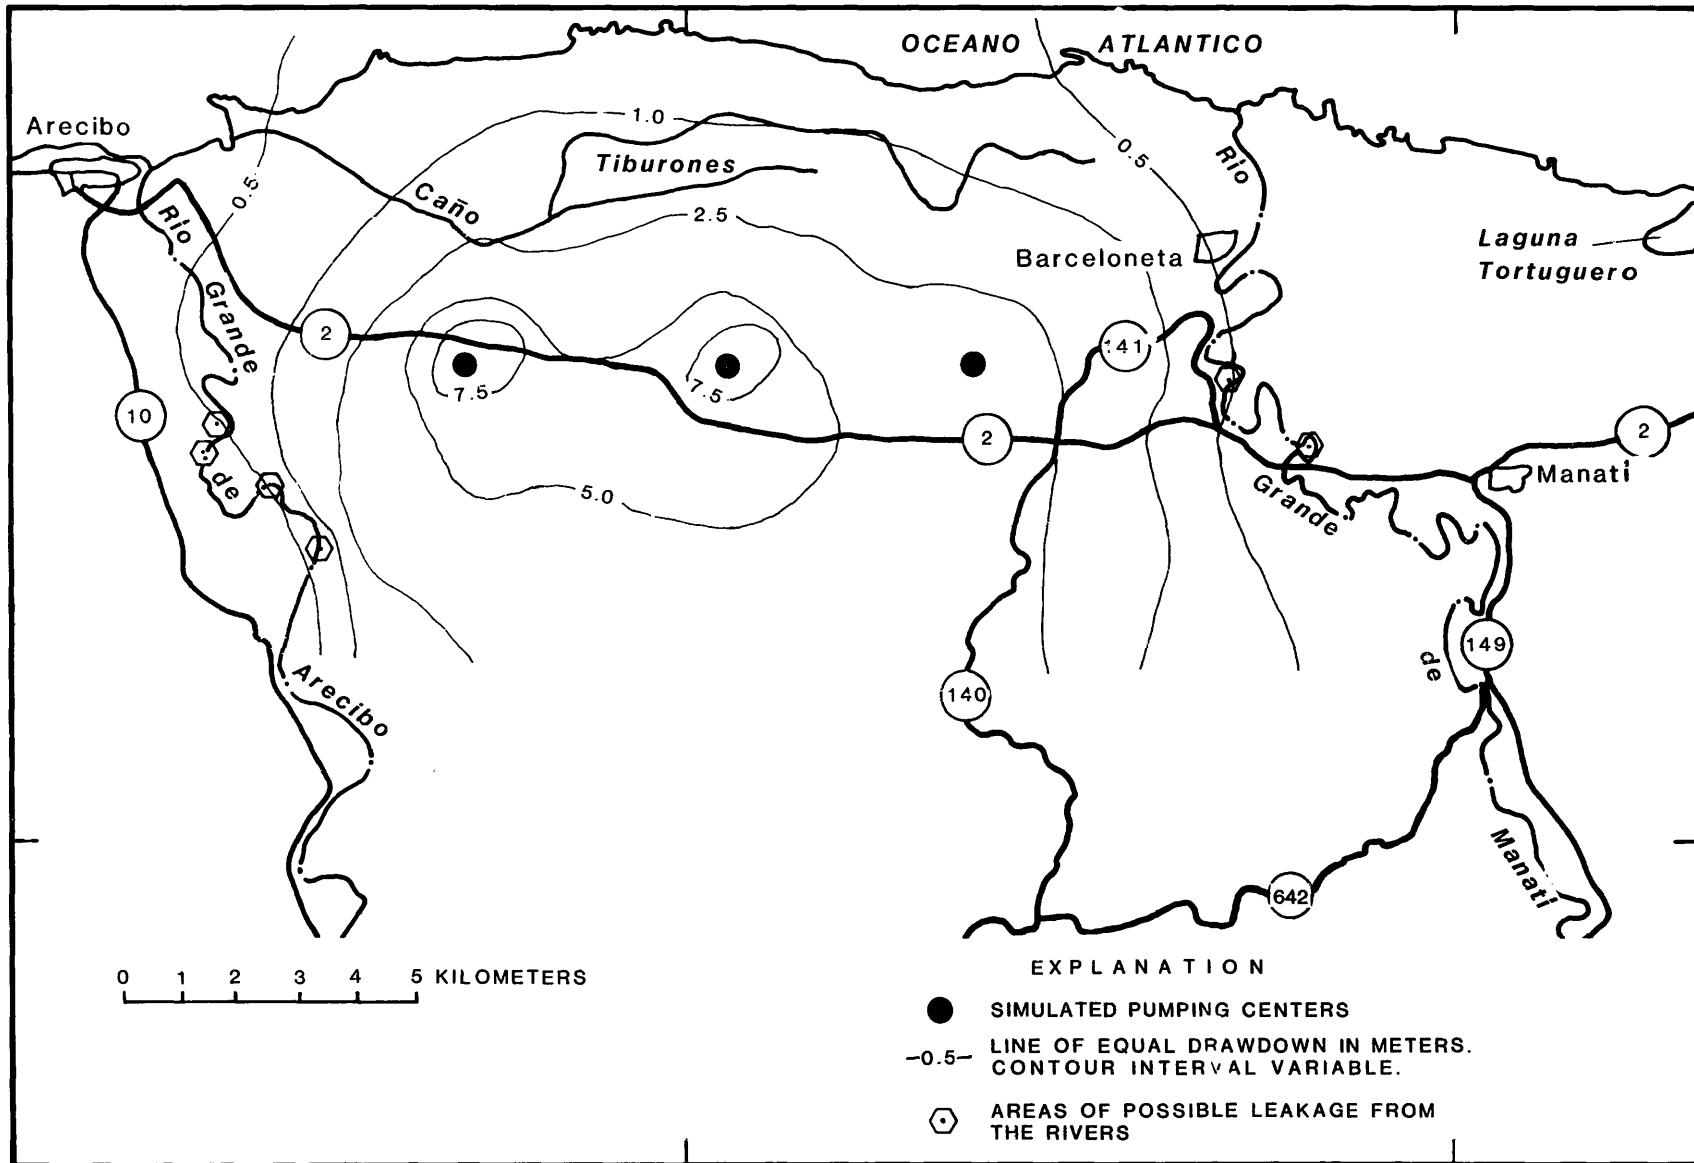 OCEANO ATLANTICO
Arecibo
1.0
0.5
Rio
Tiburones
0.5
Caño
Rio
2.5
Barceloneta
Laguna
Tortuguero
Grande
2
141
7.5
7.5
10
2
2
de
5.0
Manati
Grande
149
de
Arecibo
140
Manati
642
0 1 2 3 4 5 KILOMETERS
EXPLANATION
SIMULATED PUMPING CENTERS
-0.5- LINE OF EQUAL DRAWDOWN IN METERS.
CONTOUR INTERVAL VARIABLE.
AREAS OF POSSIBLE LEAKAGE FROM
THE RIVERS